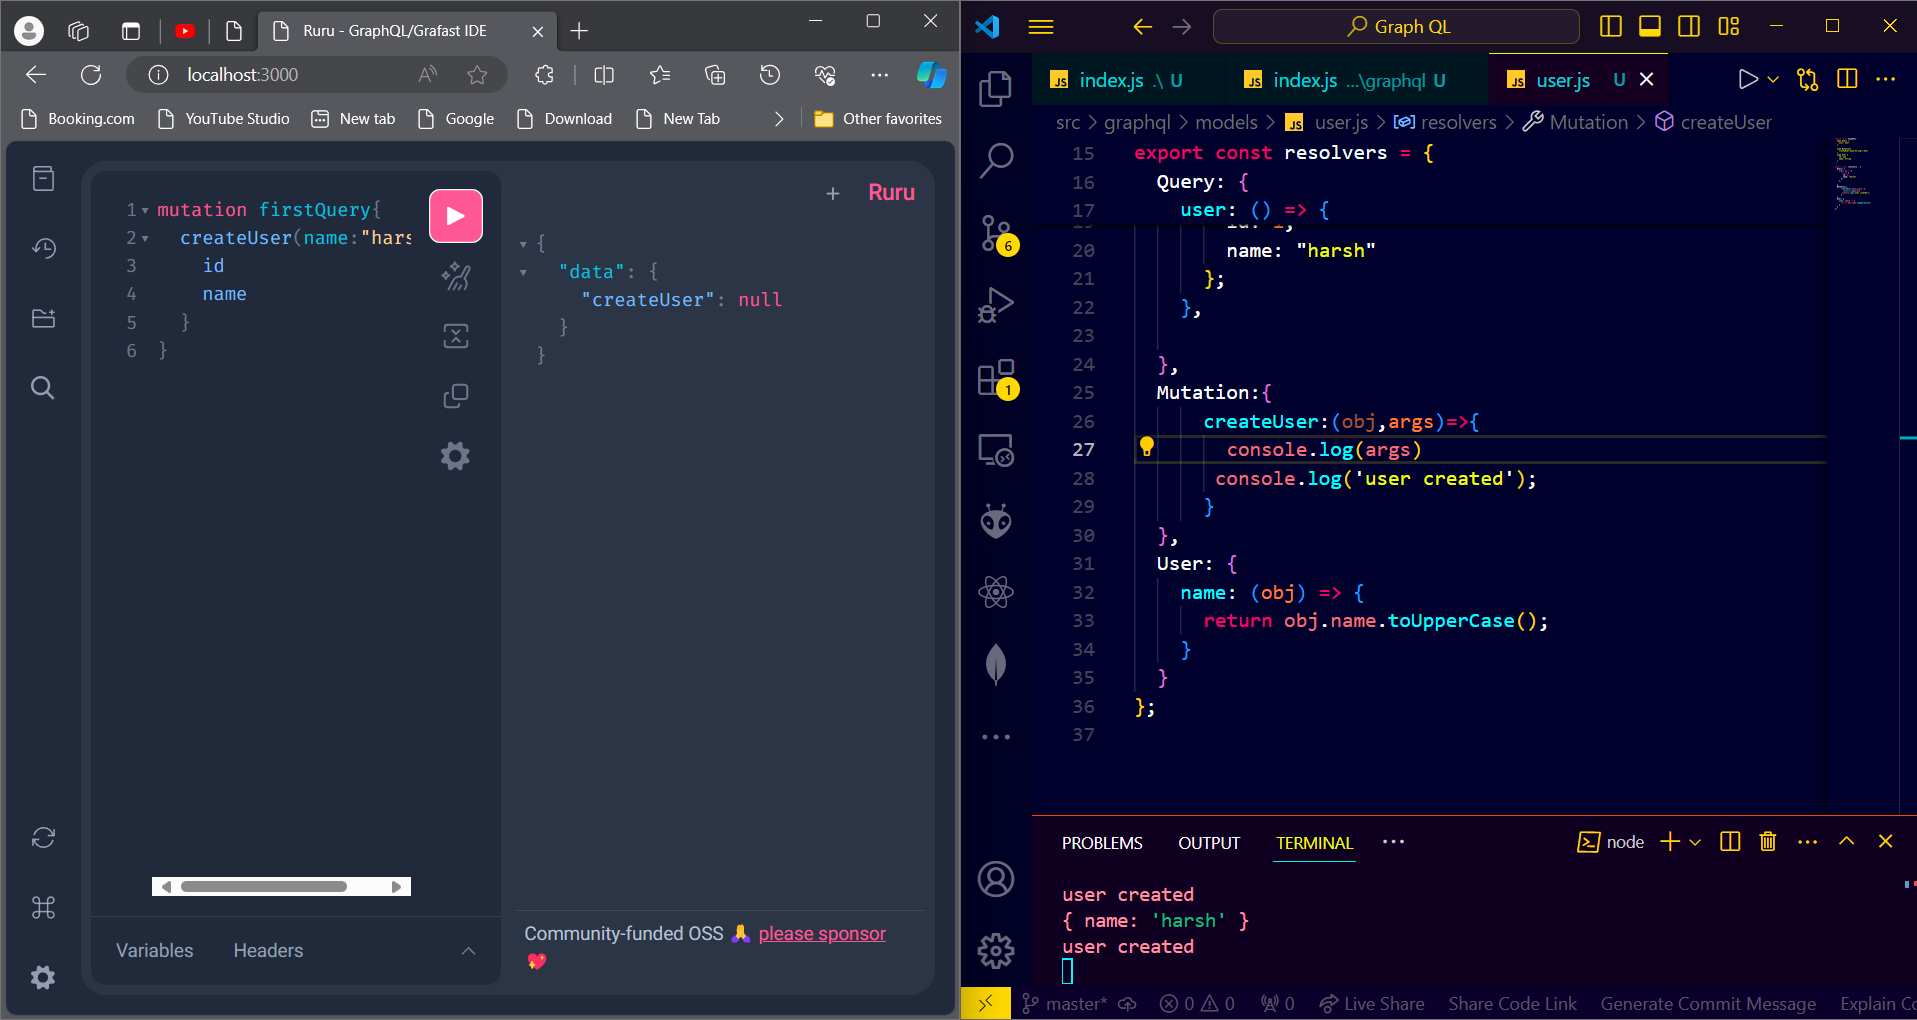 Ruru - GraphQL/Grafast IDE
localhost:3000
Booking.com
YouTube Studio
New tab
Google
Download
New Tab
Other favorites
1 mutation firstQuery{
2 createUser(name:"hars
3 id
4 name
5 }
6 }
+ Ruru
{
"data": {
"createUser": null
}
}
Variables
Headers
Community-funded OSS 🙏 please sponsor
💖
Graph QL
JS index.js .\ U
JS index.js ...\graphql U
JS user.js U
src > graphql > models > JS user.js > resolvers > Mutation > createUser
15 export const resolvers = {
16 Query: {
17 user: () => {
20 name: "harsh"
21 };
22 },
23
24 },
25 Mutation:{
26 createUser:(obj,args)=>{
27 console.log(args)
28 console.log('user created');
29 }
30 },
31 User: {
32 name: (obj) => {
33 return obj.name.toUpperCase();
34 }
35 }
36 };
37
6
1
PROBLEMS
OUTPUT
TERMINAL
node
user created
{ name: 'harsh' }
user created
master*
0
0
0
Live Share
Share Code Link
Generate Commit Message
Explain Co